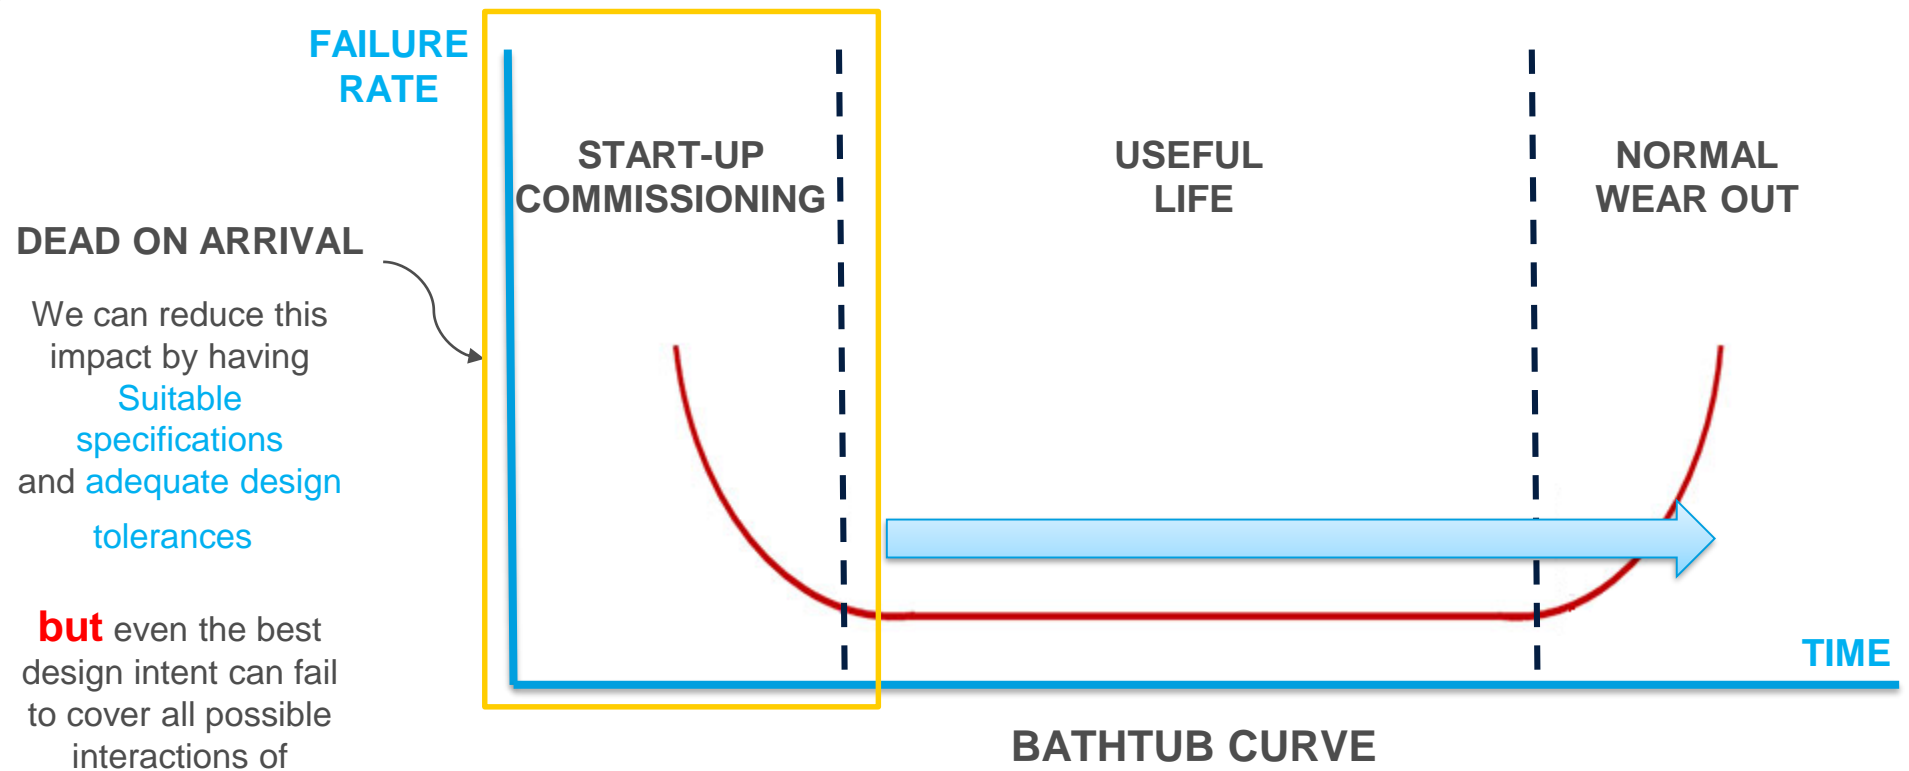 FAILURE
RATE
START-UP
COMMISSIONING
USEFUL
LIFE
NORMAL
WEAR OUT
DEAD ON ARRIVAL
We can reduce this
impact by having
Suitable
specifications
and adequate design
tolerances
but even the best
design intent can fail
to cover all possible
interactions of
TIME
BATHTUB CURVE